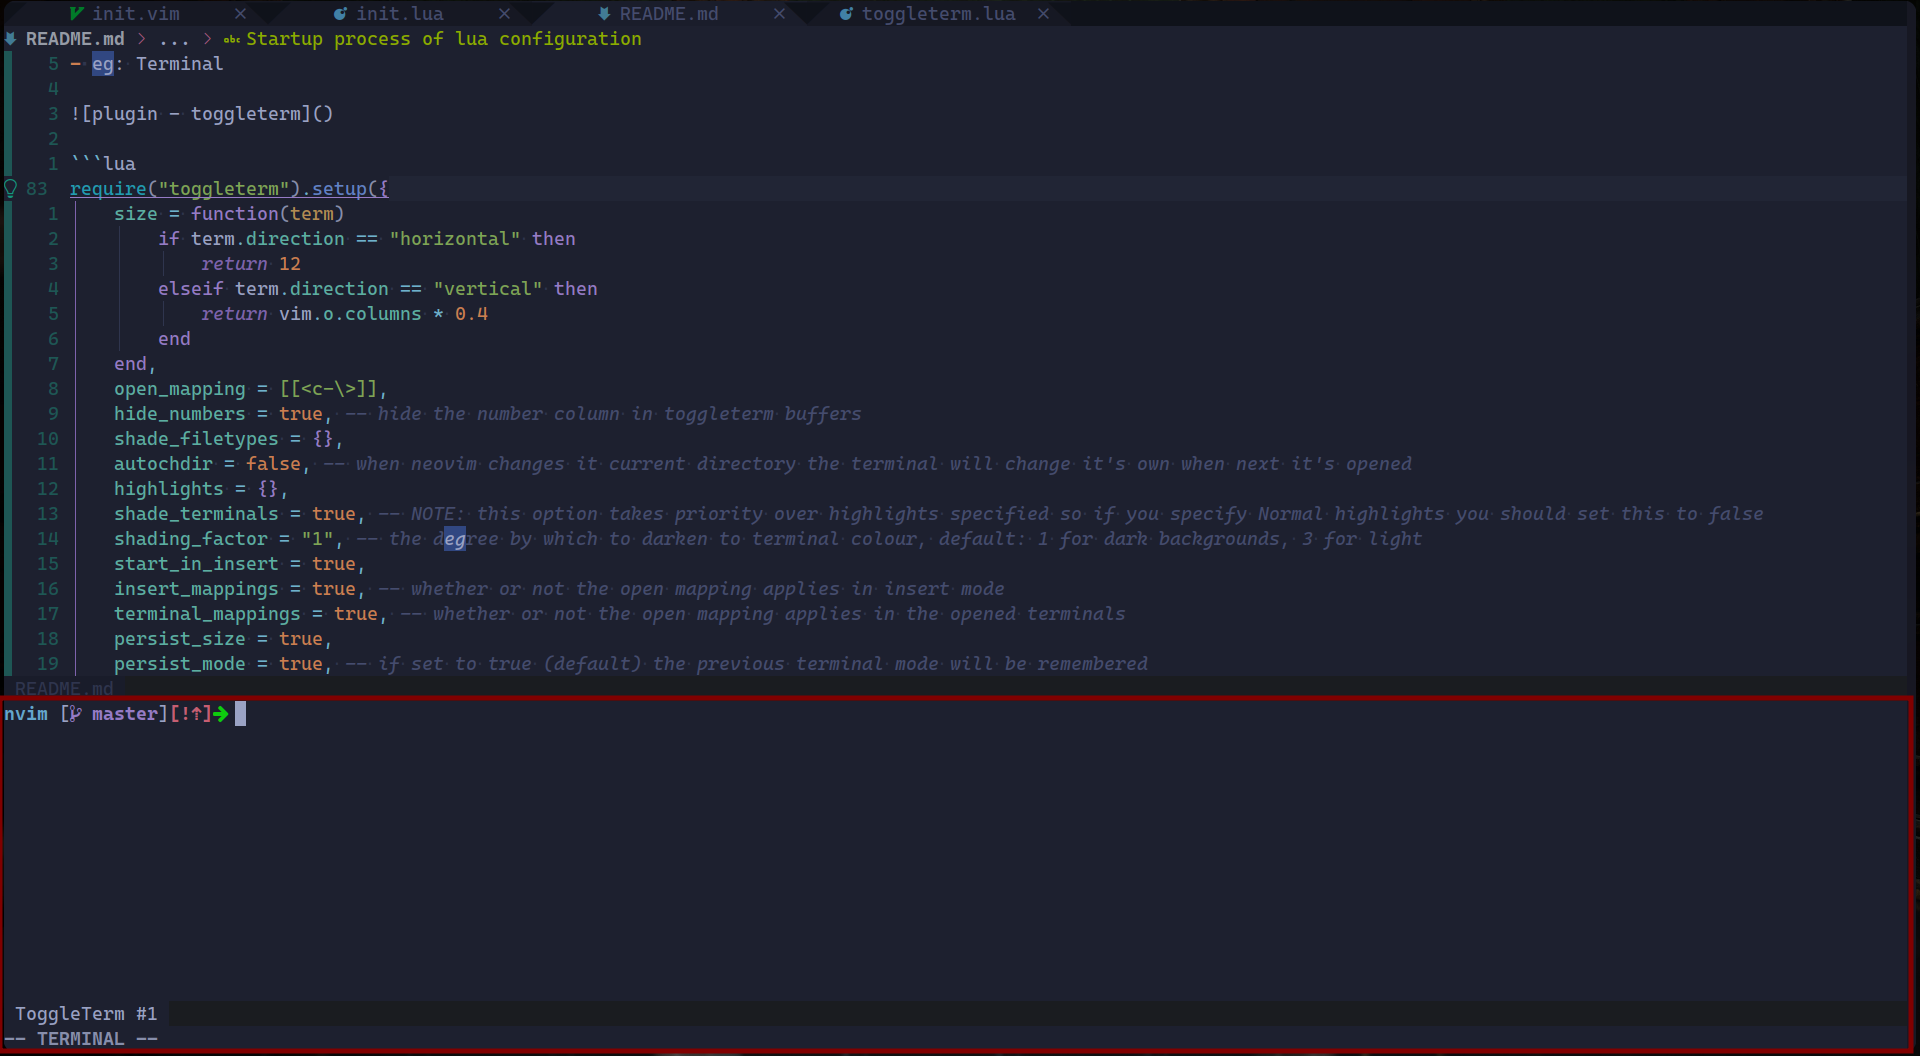 init.vim × init.lua × README.md × toggleterm.lua ×
README.md > ... > abc Startup process of lua configuration
5 - eg: Terminal
4
3 ![plugin - toggleterm]()
2
1 ```lua
83 require("toggleterm").setup({
1 size = function(term)
2 if term.direction == "horizontal" then
3 return 12
4 elseif term.direction == "vertical" then
5 return vim.o.columns * 0.4
6 end
7 end,
8 open_mapping = [[<c-\>]],
9 hide_numbers = true, -- hide the number column in toggleterm buffers
10 shade_filetypes = {},
11 autochdir = false, -- when neovim changes it current directory the terminal will change it's own when next it's opened
12 highlights = {},
13 shade_terminals = true, -- NOTE: this option takes priority over highlights specified so if you specify Normal highlights you should set this to false
14 shading_factor = "1", -- the degree by which to darken to terminal colour, default: 1 for dark backgrounds, 3 for light
15 start_in_insert = true,
16 insert_mappings = true, -- whether or not the open mapping applies in insert mode
17 terminal_mappings = true, -- whether or not the open mapping applies in the opened terminals
18 persist_size = true,
19 persist_mode = true, -- if set to true (default) the previous terminal mode will be remembered
README.md
nvim [ master][!⇡]➜
ToggleTerm #1
-- TERMINAL --